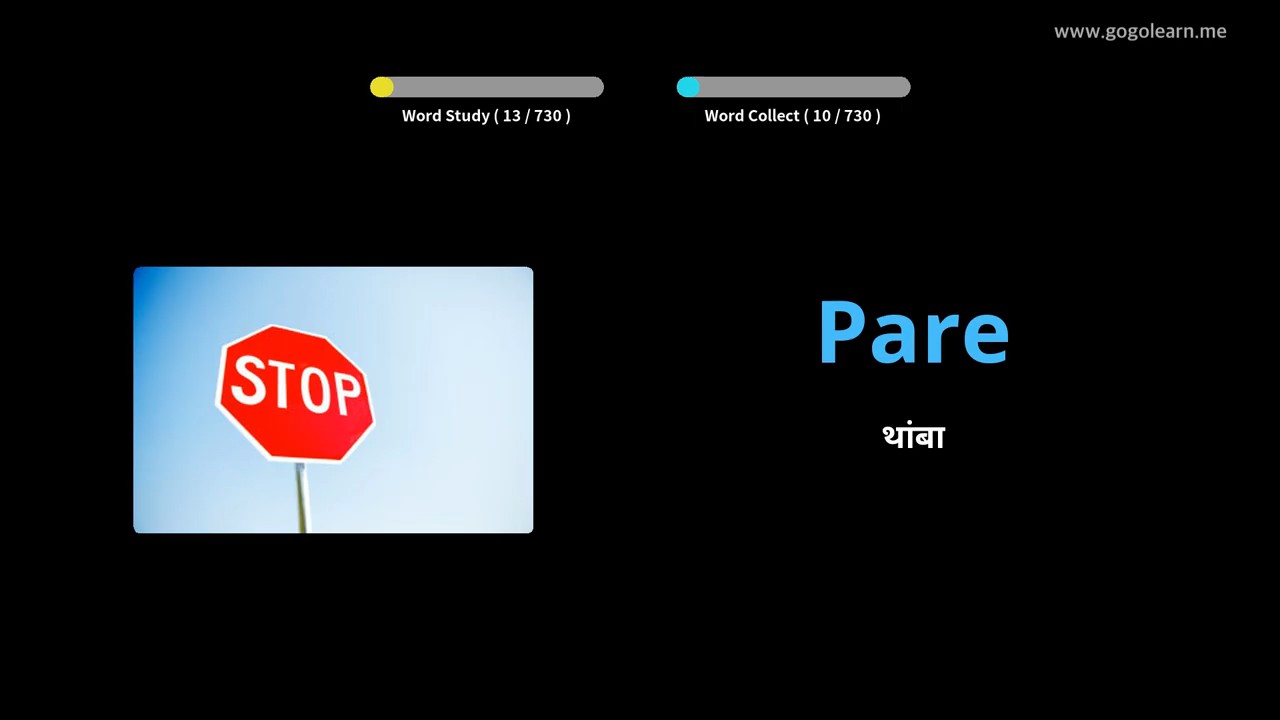 www.gogolearn.me
Word Study ( 13 / 730 )
Word Collect ( 10 / 730 )
STOP
Pare
थांबा